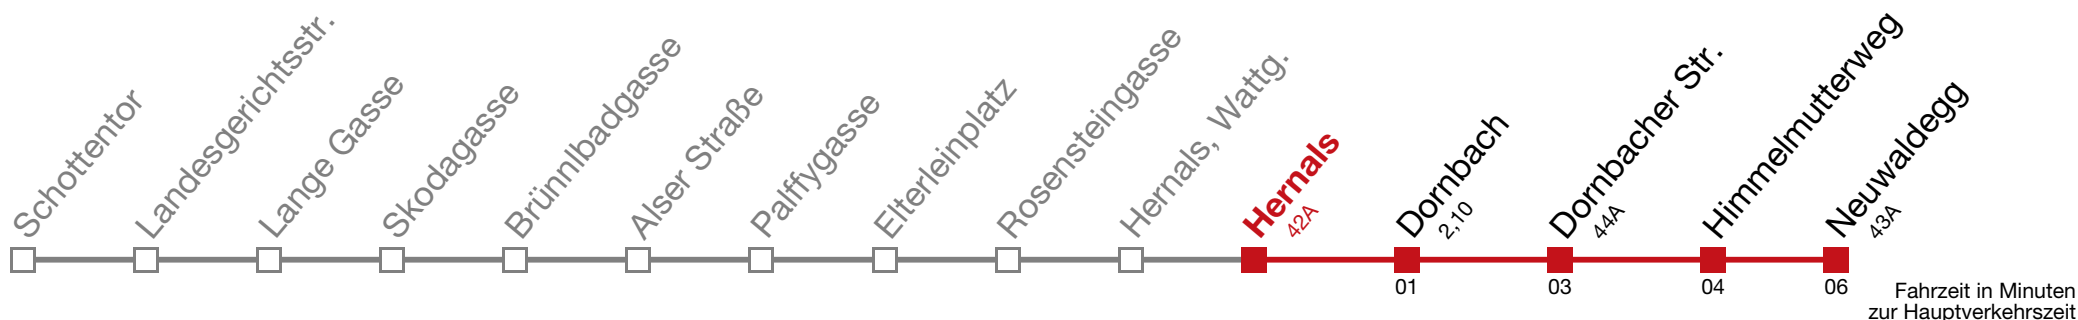 Schottentor
Landesgerichtsstr.
Lange Gasse
Skodagasse
Brünnlbadgasse
Alser Straße
Palffygasse
Elterleinplatz
Rosensteingasse
Hernals, Wattg.
Hernals
42A
Dornbach
2,10
Dornbacher Str.
44A
Himmelmutterweg
Neuwaldegg
43A
01
03
04
06
Fahrzeit in Minuten
zur Hauptverkehrszeit